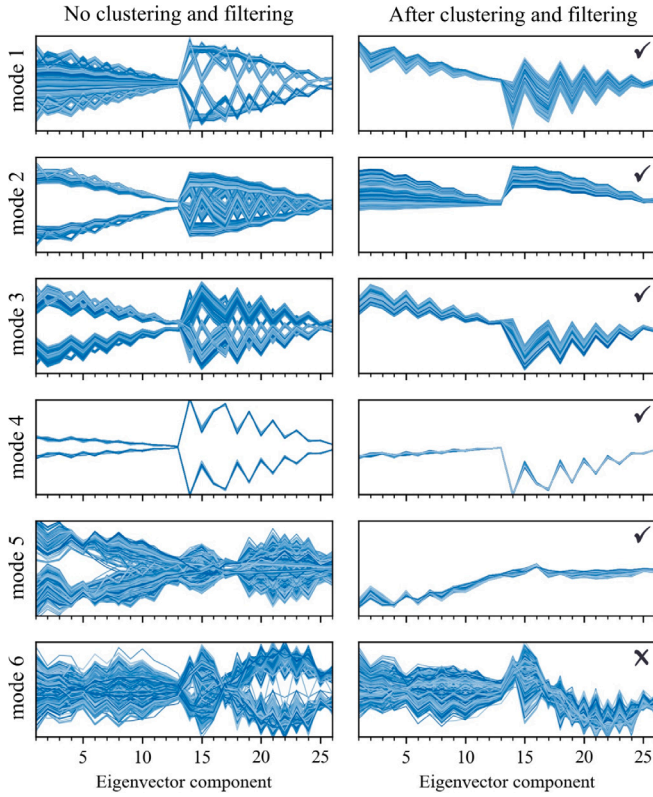 No clustering and filtering
After clustering and filtering
mode 1
✓
mode 2
✓
mode 3
✓
mode 4
✓
mode 5
✓
mode 6
✗
5 10 15 20 25
5 10 15 20 25
Eigenvector component
Eigenvector component